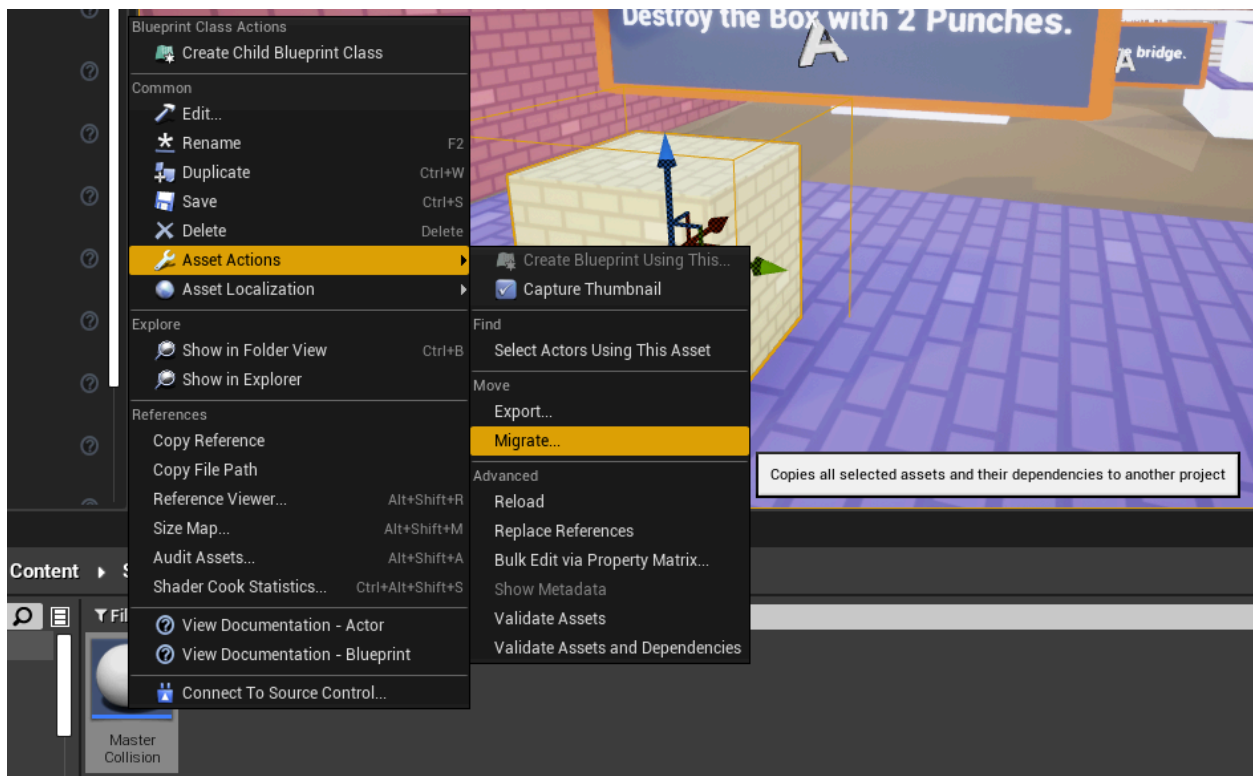 Blueprint Class Actions
Create Child Blueprint Class
Common
Edit...
Rename F2
Duplicate Ctrl+W
Save Ctrl+S
Delete Delete
Asset Actions
Asset Localization
Explore
Show in Folder View Ctrl+B
Show in Explorer
References
Copy Reference
Copy File Path
Reference Viewer... Alt+Shift+R
Size Map... Alt+Shift+M
Audit Assets... Alt+Shift+A
Shader Cook Statistics... Ctrl+Alt+Shift+S
View Documentation - Actor
View Documentation - Blueprint
Connect To Source Control...
Create Blueprint Using This...
Capture Thumbnail
Find
Select Actors Using This Asset
Move
Export...
Migrate...
Advanced
Reload
Replace References
Bulk Edit via Property Matrix...
Show Metadata
Validate Assets
Validate Assets and Dependencies
Copies all selected assets and their dependencies to another project
Destroy the Box with 2 Punches.
bridge.
Content
Master
Collision